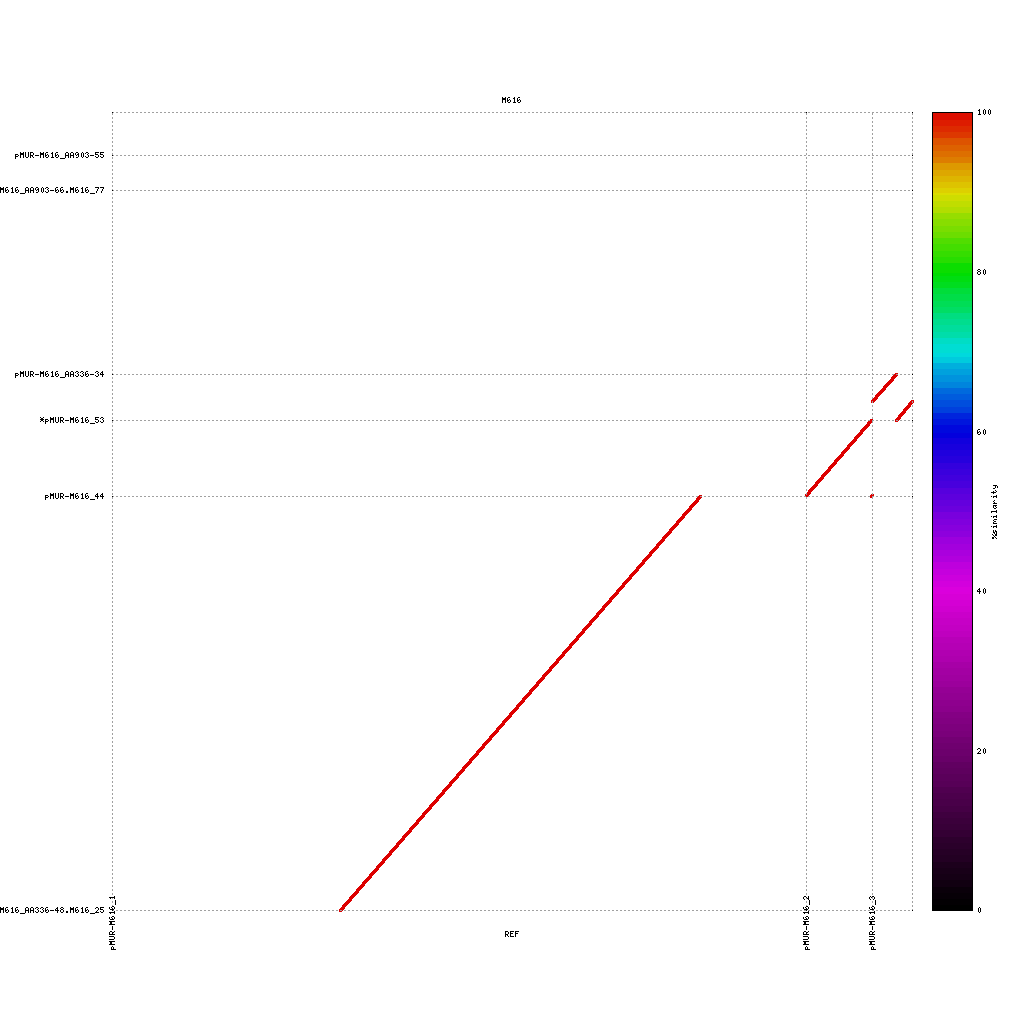 M616
100
pMUR-M616_AA903-55
M616_AA903-66.M616_77
80
pMUR-M616_AA336-34
*pMUR-M616_53
60
pMUR-M616_44
%similarity
40
20
M616_AA336-48.M616_25
0
pMUR-M616_1
pMUR-M616_2
pMUR-M616_3
REF